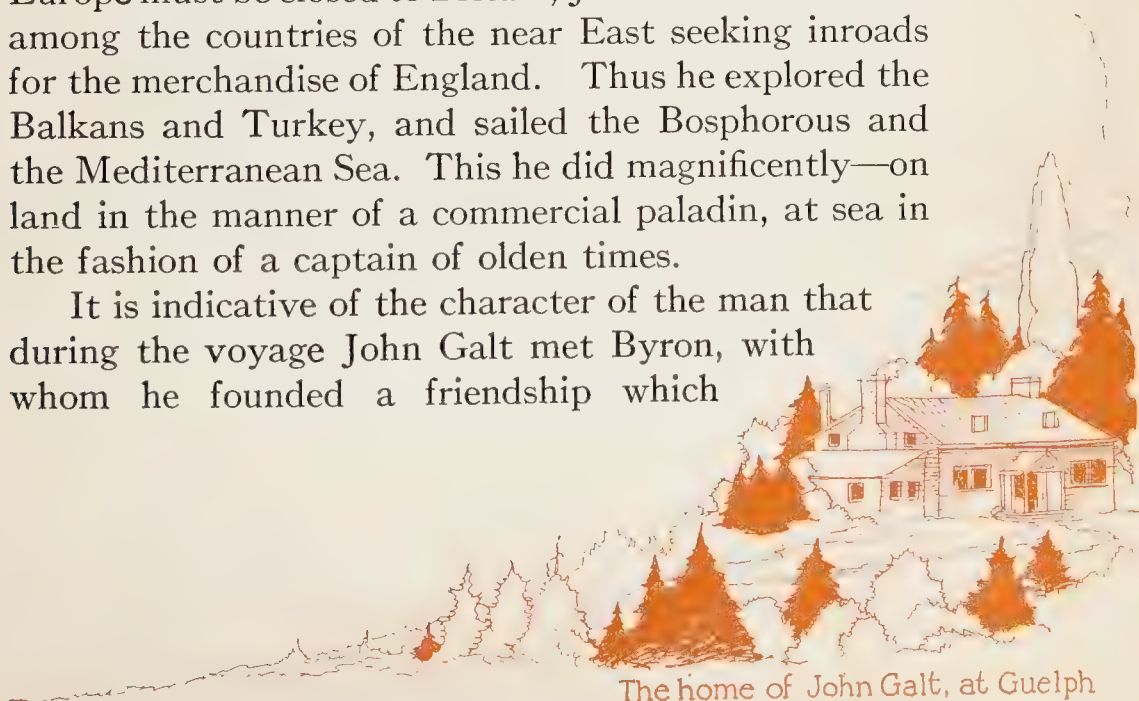 among the countries of the near East seeking inroads
for the merchandise of England. Thus he explored the
Balkans and Turkey, and sailed the Bosphorous and
the Mediterranean Sea. This he did magnificently—on
land in the manner of a commercial paladin, at sea in
the fashion of a captain of olden times.
It is indicative of the character of the man that
during the voyage John Galt met Byron, with
whom he founded a friendship which
The home of John Galt, at Guelph